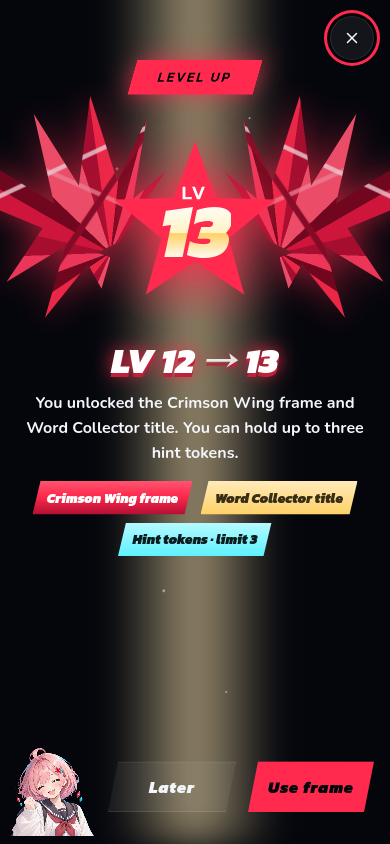 LEVEL UP
LV
13
LV 12 → 13
You unlocked the Crimson Wing frame and
Word Collector title. You can hold up to three
hint tokens.
Crimson Wing frame
Word Collector title
Hint tokens · limit 3
Later
Use frame